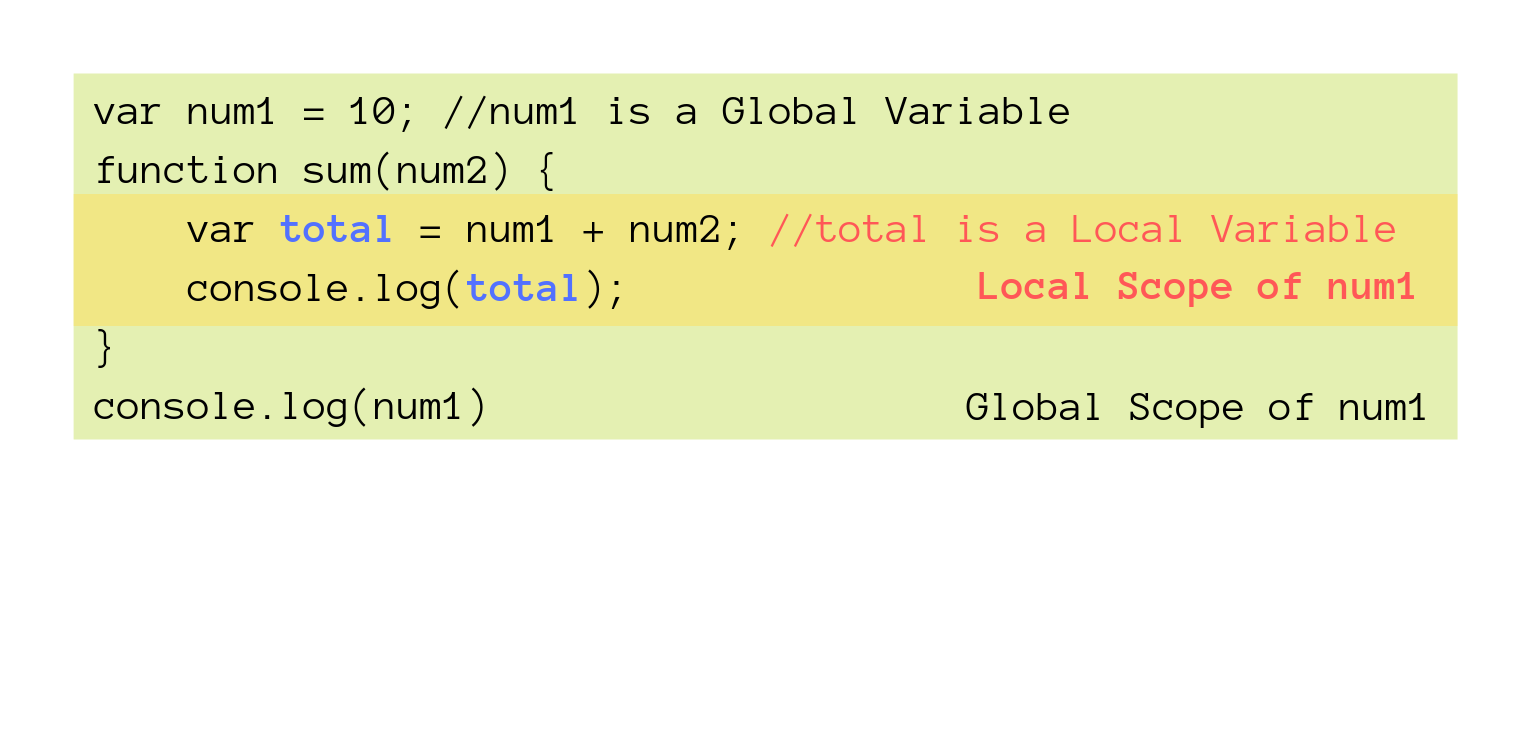 var num1 = 10; //num1 is a Global Variable
function sum(num2) {
    var total = num1 + num2; //total is a Local Variable
    console.log(total); Local Scope of num1
}
console.log(num1) Global Scope of num1